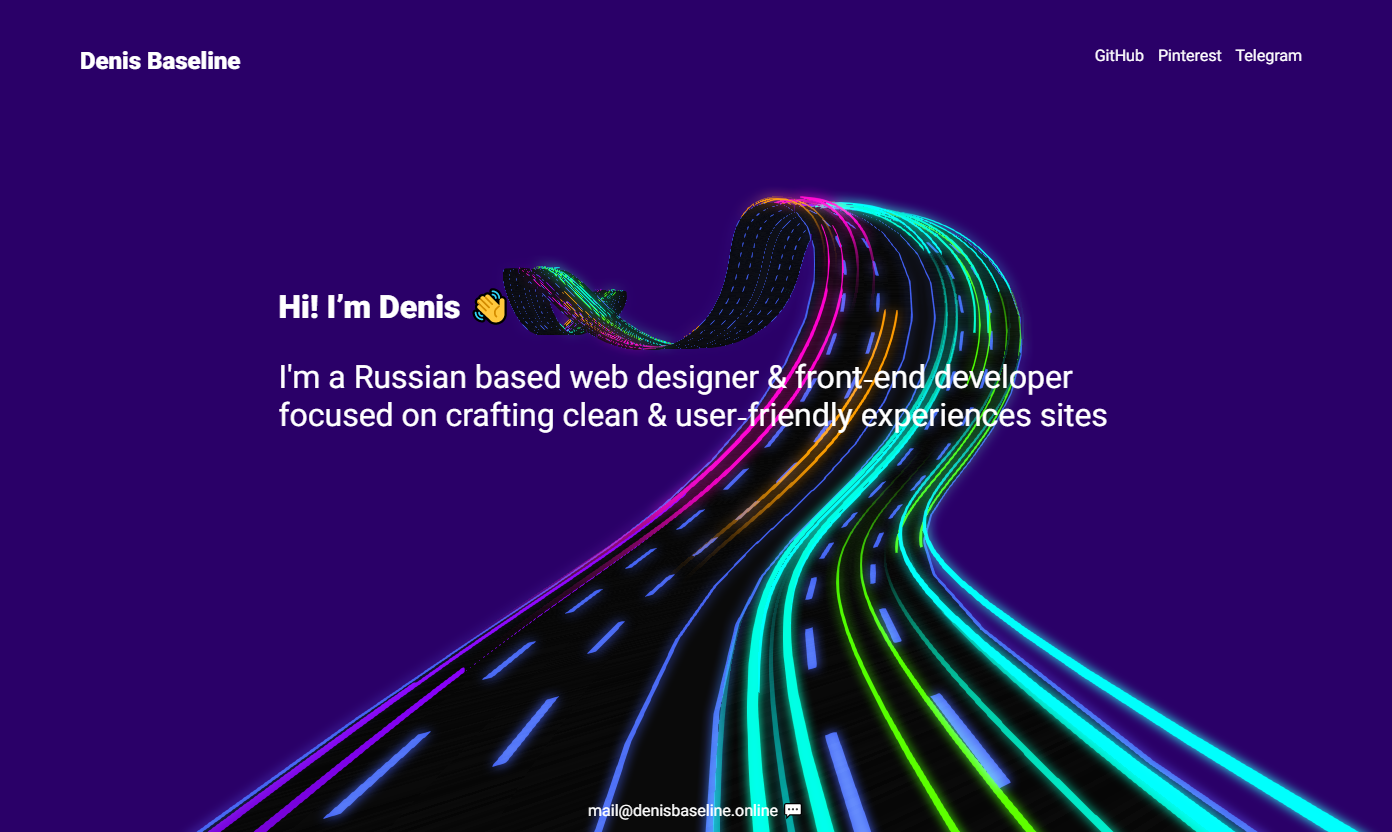 Denis Baseline
GitHub Pinterest Telegram
Hi! I’m Denis 👋
I'm a Russian based web designer & front-end developer
focused on crafting clean & user-friendly experiences sites
mail@denisbaseline.online 💬